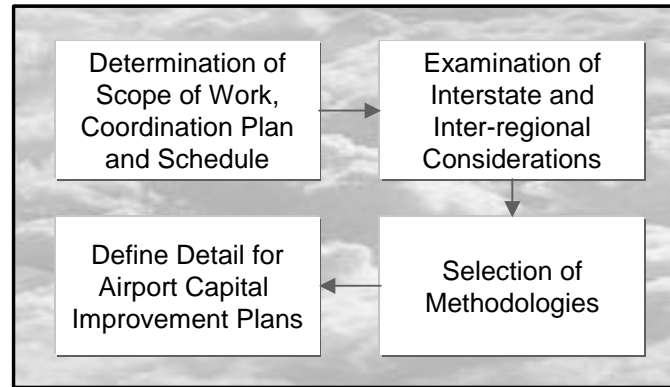 Determination of
Scope of Work,
Coordination Plan
and Schedule
Examination of
Interstate and
Inter-regional
Considerations
Selection of
Methodologies
Define Detail for
Airport Capital
Improvement Plans